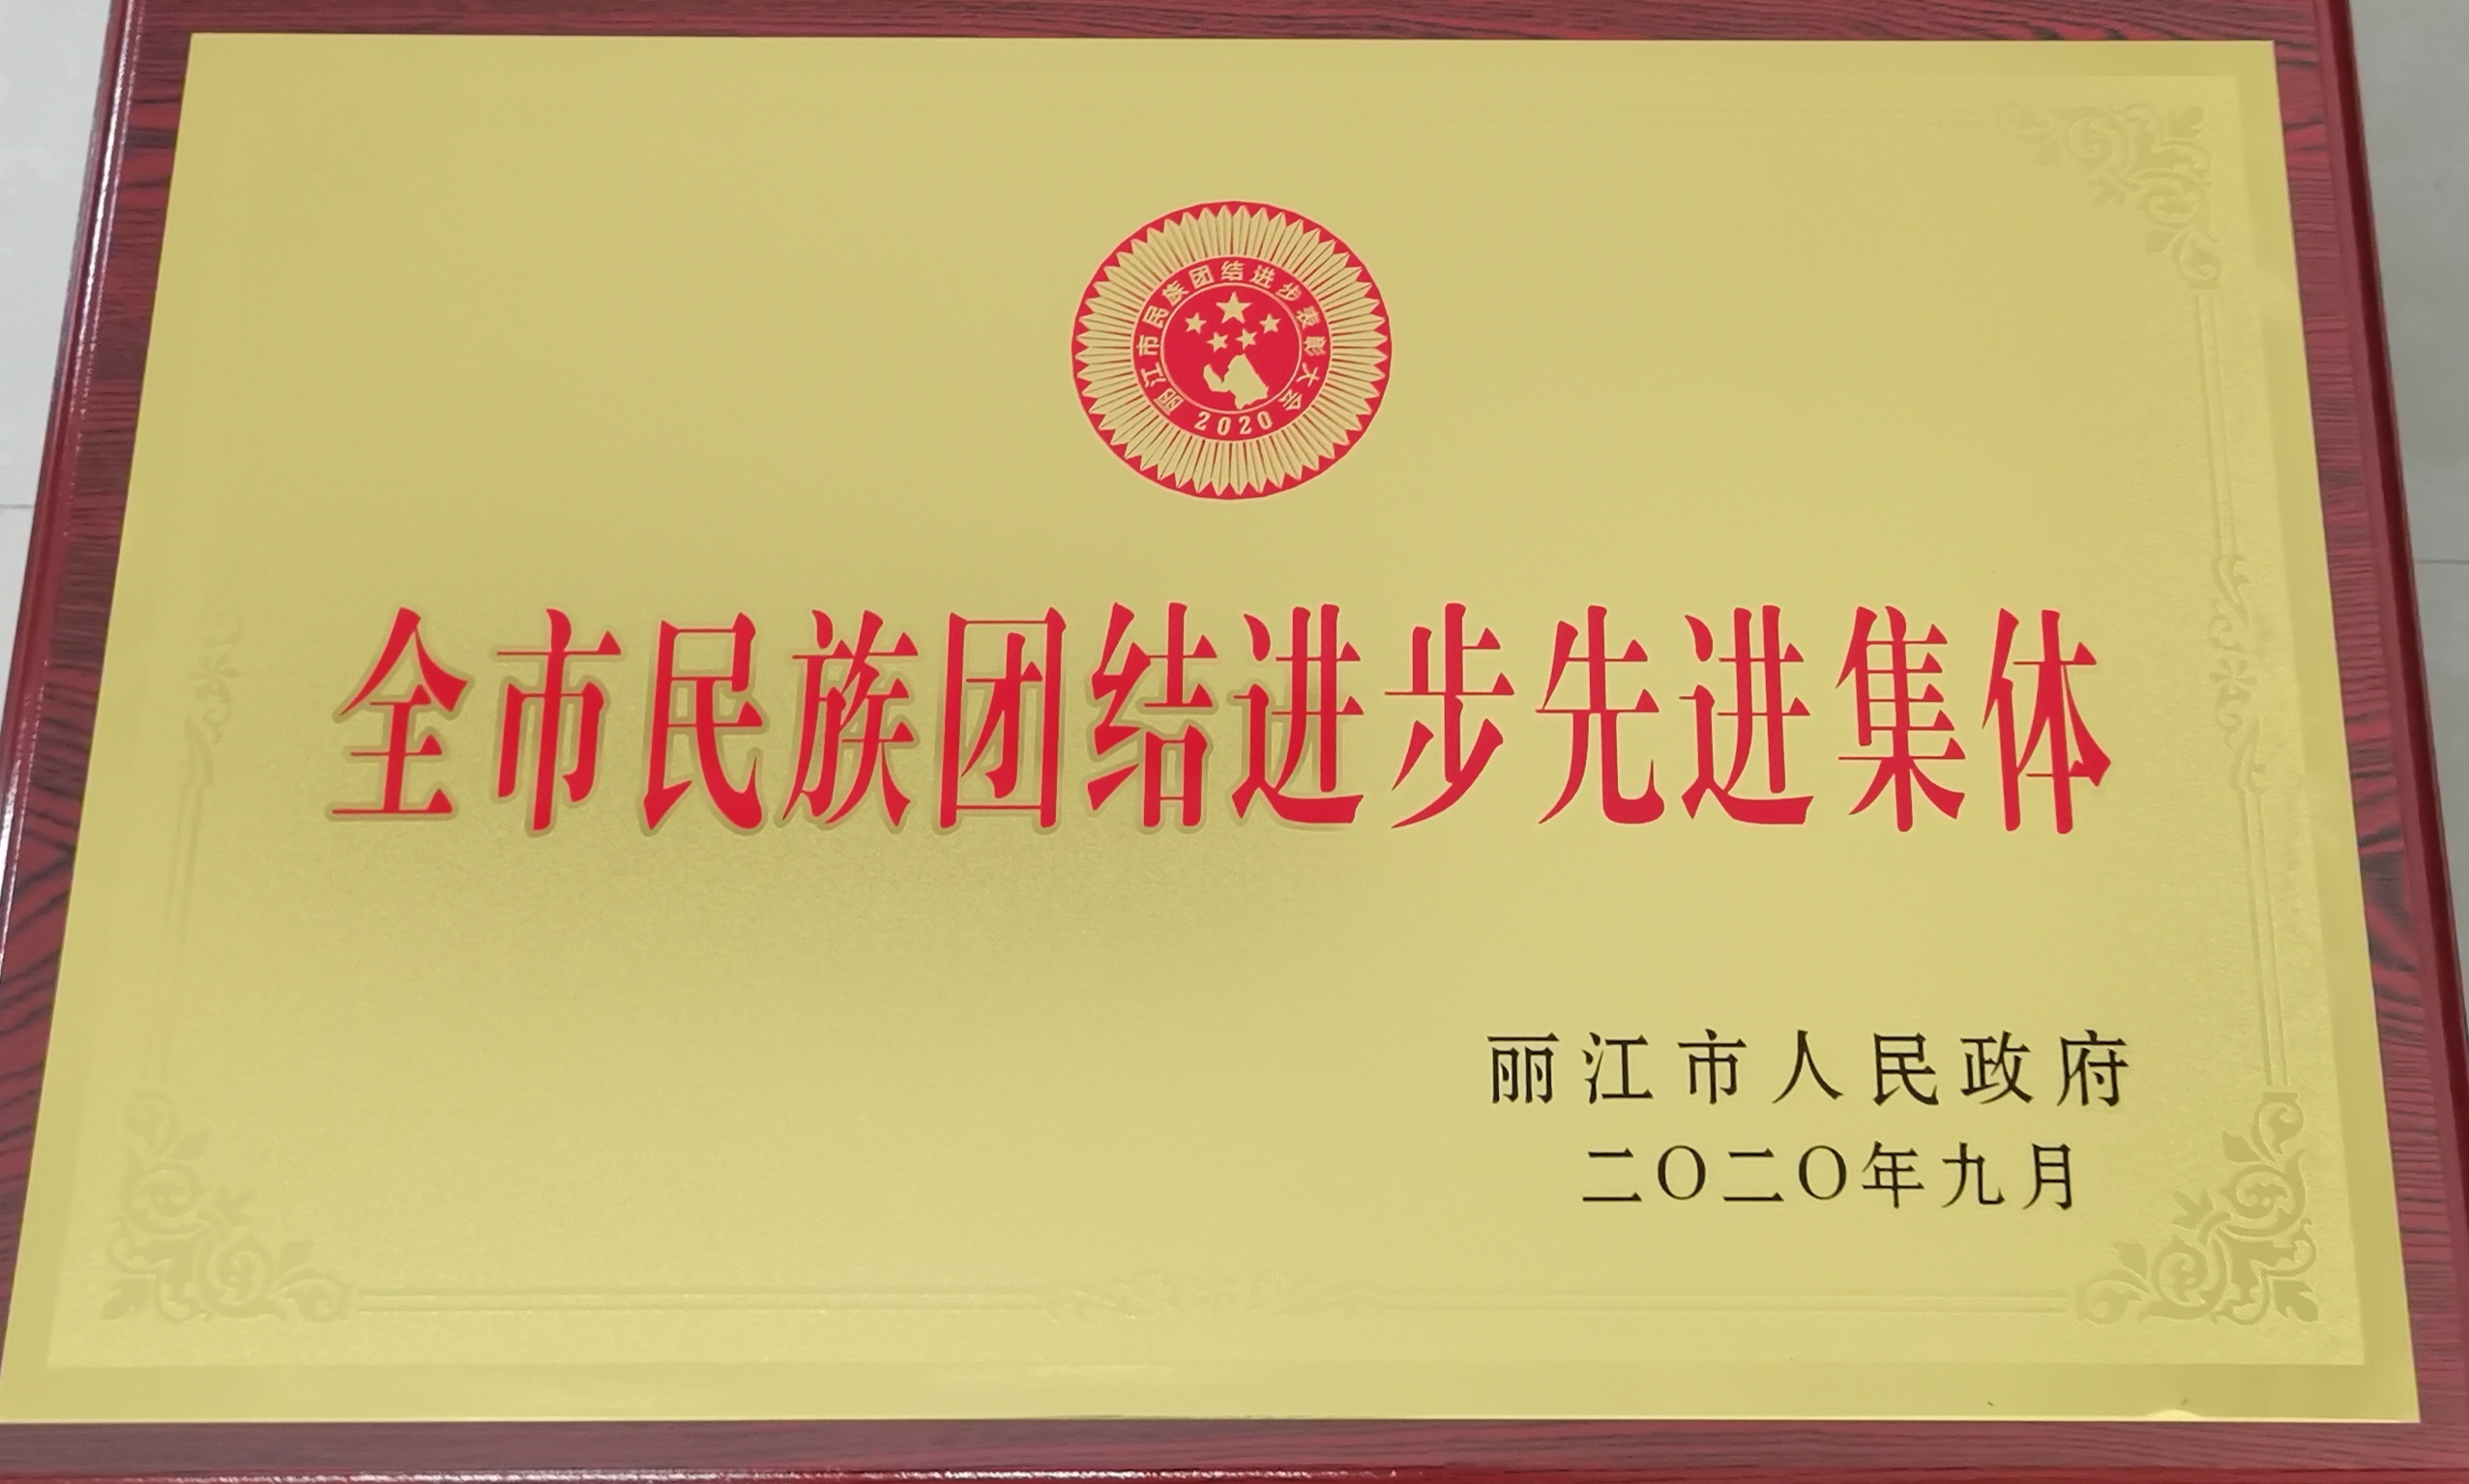 丽江市民族团结进步表彰大会
2020
全市民族团结进步先进集体
丽江市人民政府
二〇二〇年九月